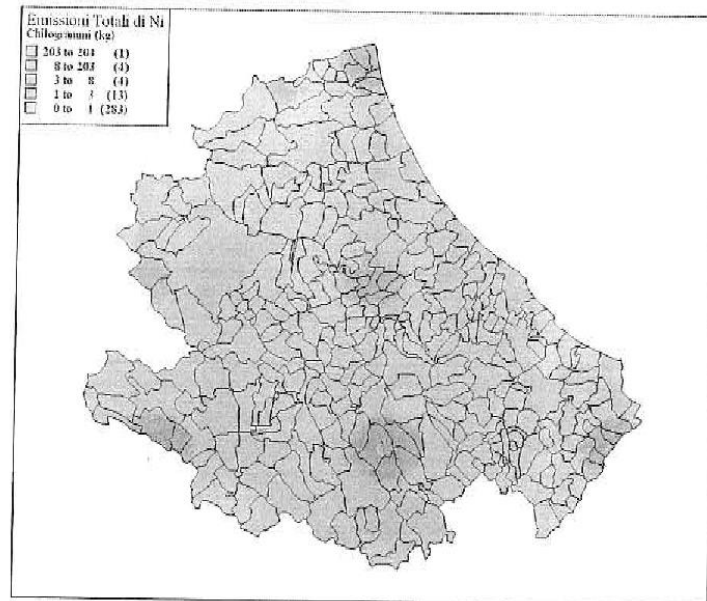 Emissioni Totali di Ni
Chilogrammi (kg)
203 to 204 (1)
8 to 203 (4)
3 to 8 (4)
1 to 3 (13)
0 to 1 (283)